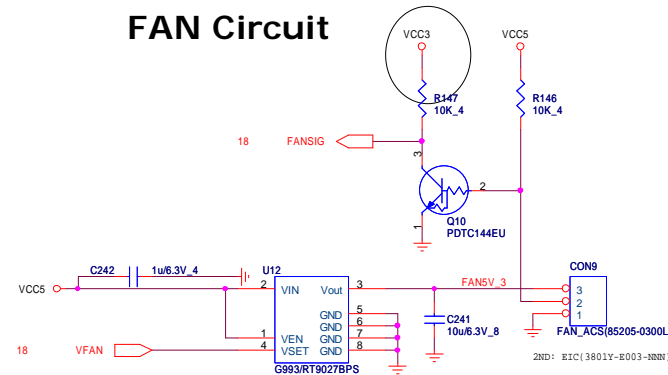 FAN Circuit
VCC3
VCC5
R147
10K_4
R146
10K_4
18 FANSIG
3
2
1
Q10
PDTC144EU
C242 1u/6.3V_4
U12
CON9
VCC5
2 VIN Vout 3
FAN5V_3
3
2
1
GND 5
GND 6
1 VEN GND 7
18 VFAN 4 VSET GND 8
C241
10u/6.3V_8
FAN_ACS(85205-0300L
G993/RT9027BPS
2ND: EIC(3801Y-E003-NNN)